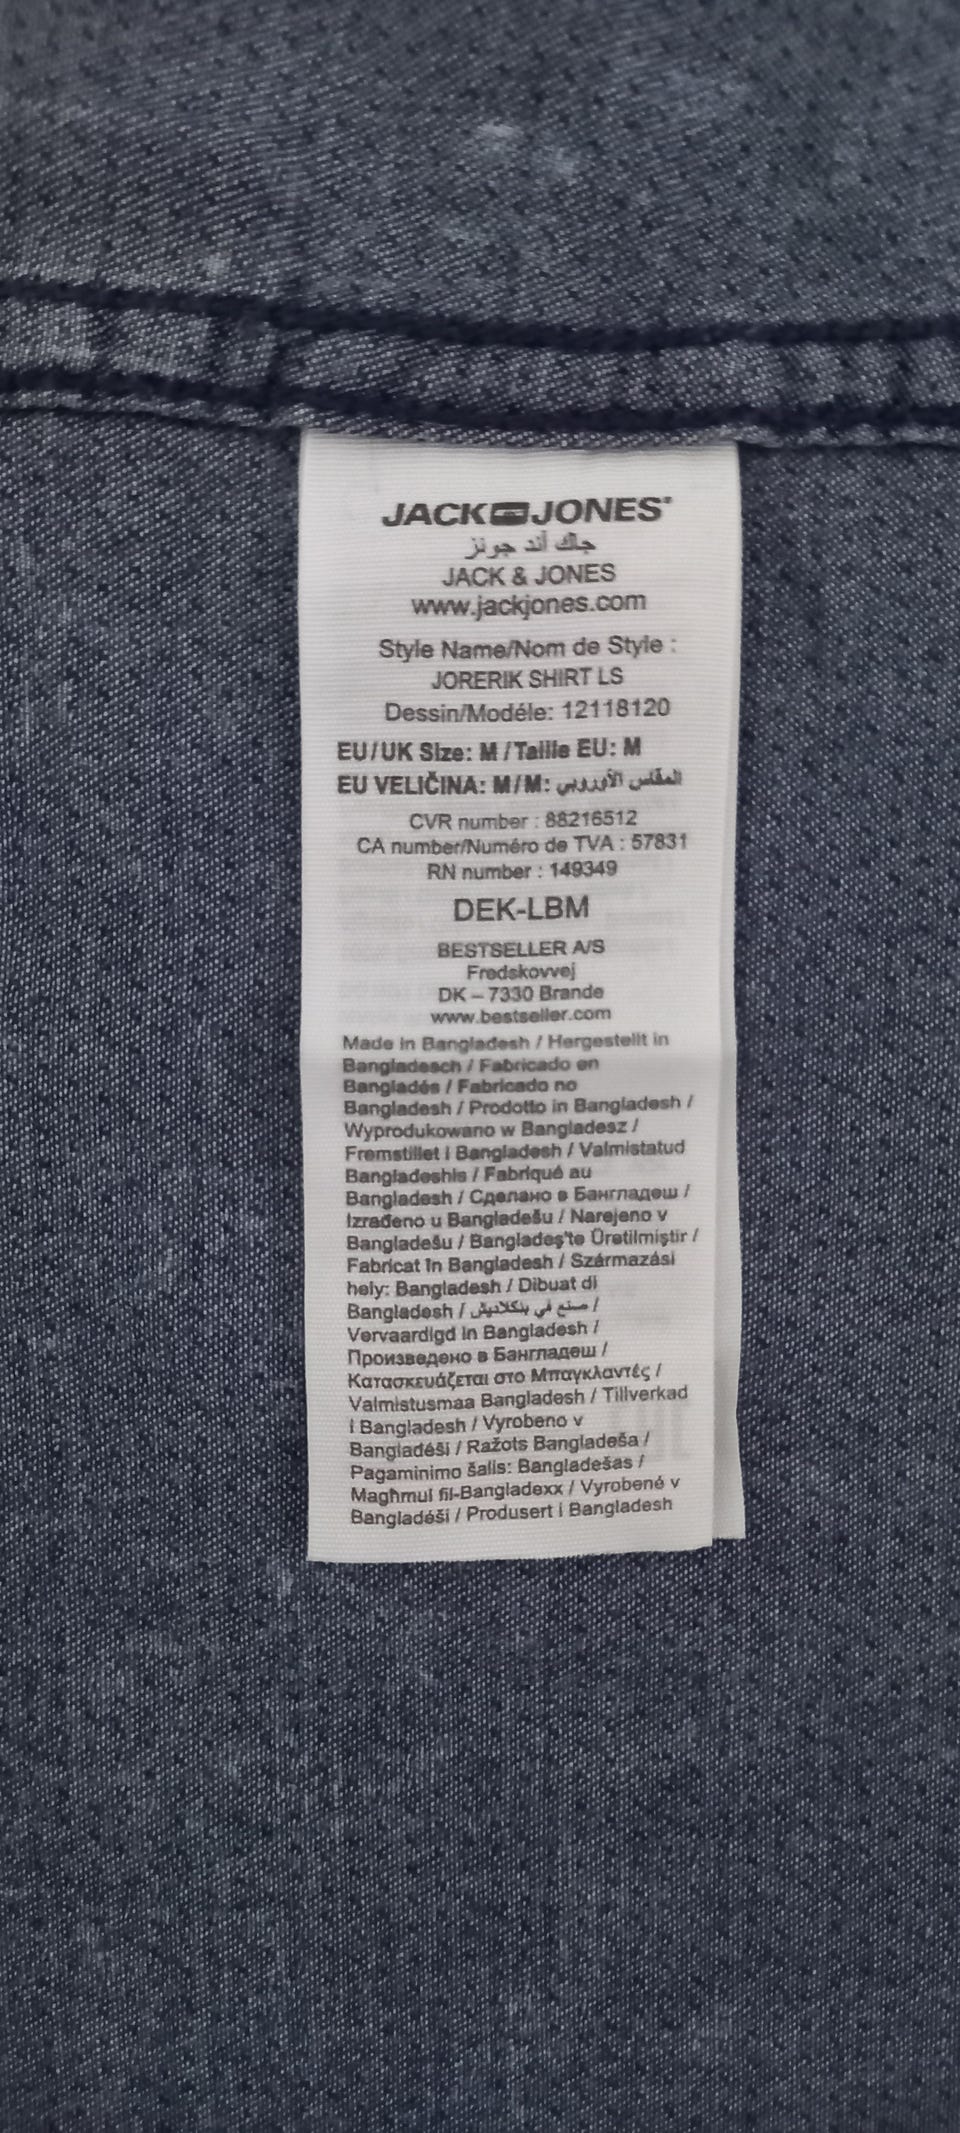 JACK JONES®
جاك أند جونز
JACK & JONES
www.jackjones.com
Style Name/Nom de Style :
JORERIK SHIRT LS
Dessin/Modéle: 12118120
EU/UK Size: M / Taille EU: M
EU VELIČINA: M/M: المقاس الأوروبي
CVR number : 88216512
CA number/Numéro de TVA : 57831
RN number : 149349
DEK-LBM
BESTSELLER A/S
Fredskovvej
DK – 7330 Brande
www.bestseller.com
Made in Bangladesh / Hergestellt in
Bangladesch / Fabricado en
Bangladés / Fabricado no
Bangladesh / Prodotto in Bangladesh /
Wyprodukowano w Bangladesz /
Fremstillet i Bangladesh / Valmistatud
Bangladeshis / Fabriqué au
Bangladesh / Сделано в Бангладеш /
Izrađeno u Bangladešu / Narejeno v
Bangladešu / Bangladeş'te Üretilmiştir /
Fabricat în Bangladesh / Származási
hely: Bangladesh / Dibuat di
Bangladesh / صنع في بنكلاديش /
Vervaardigd in Bangladesh /
Произведено в Бангладеш /
Κατασκευάζεται στο Μπαγκλαντές /
Valmistusmaa Bangladesh / Tillverkad
i Bangladesh / Vyrobeno v
Bangladéši / Ražots Bangladeša /
Pagaminimo šalis: Bangladešas /
Magħmul fil-Bangladexx / Vyrobené v
Bangladéši / Produsert i Bangladesh